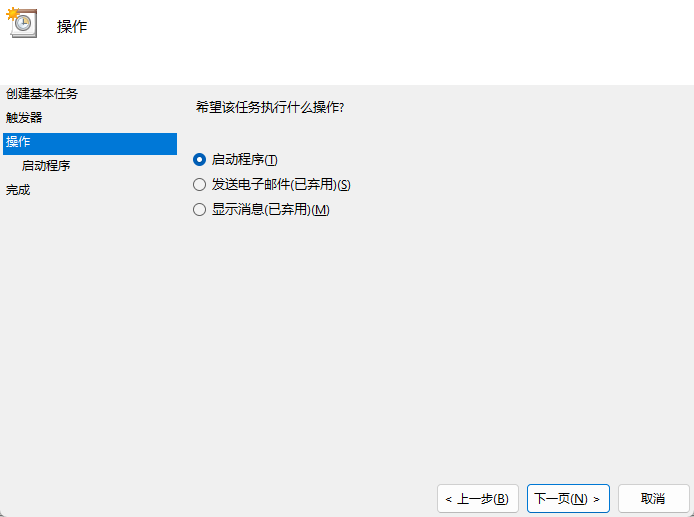 操作
创建基本任务
触发器
操作
启动程序
完成
希望该任务执行什么操作?
启动程序(T)
发送电子邮件(已弃用)(S)
显示消息(已弃用)(M)
< 上一步(B)
下一页(N) >
取消